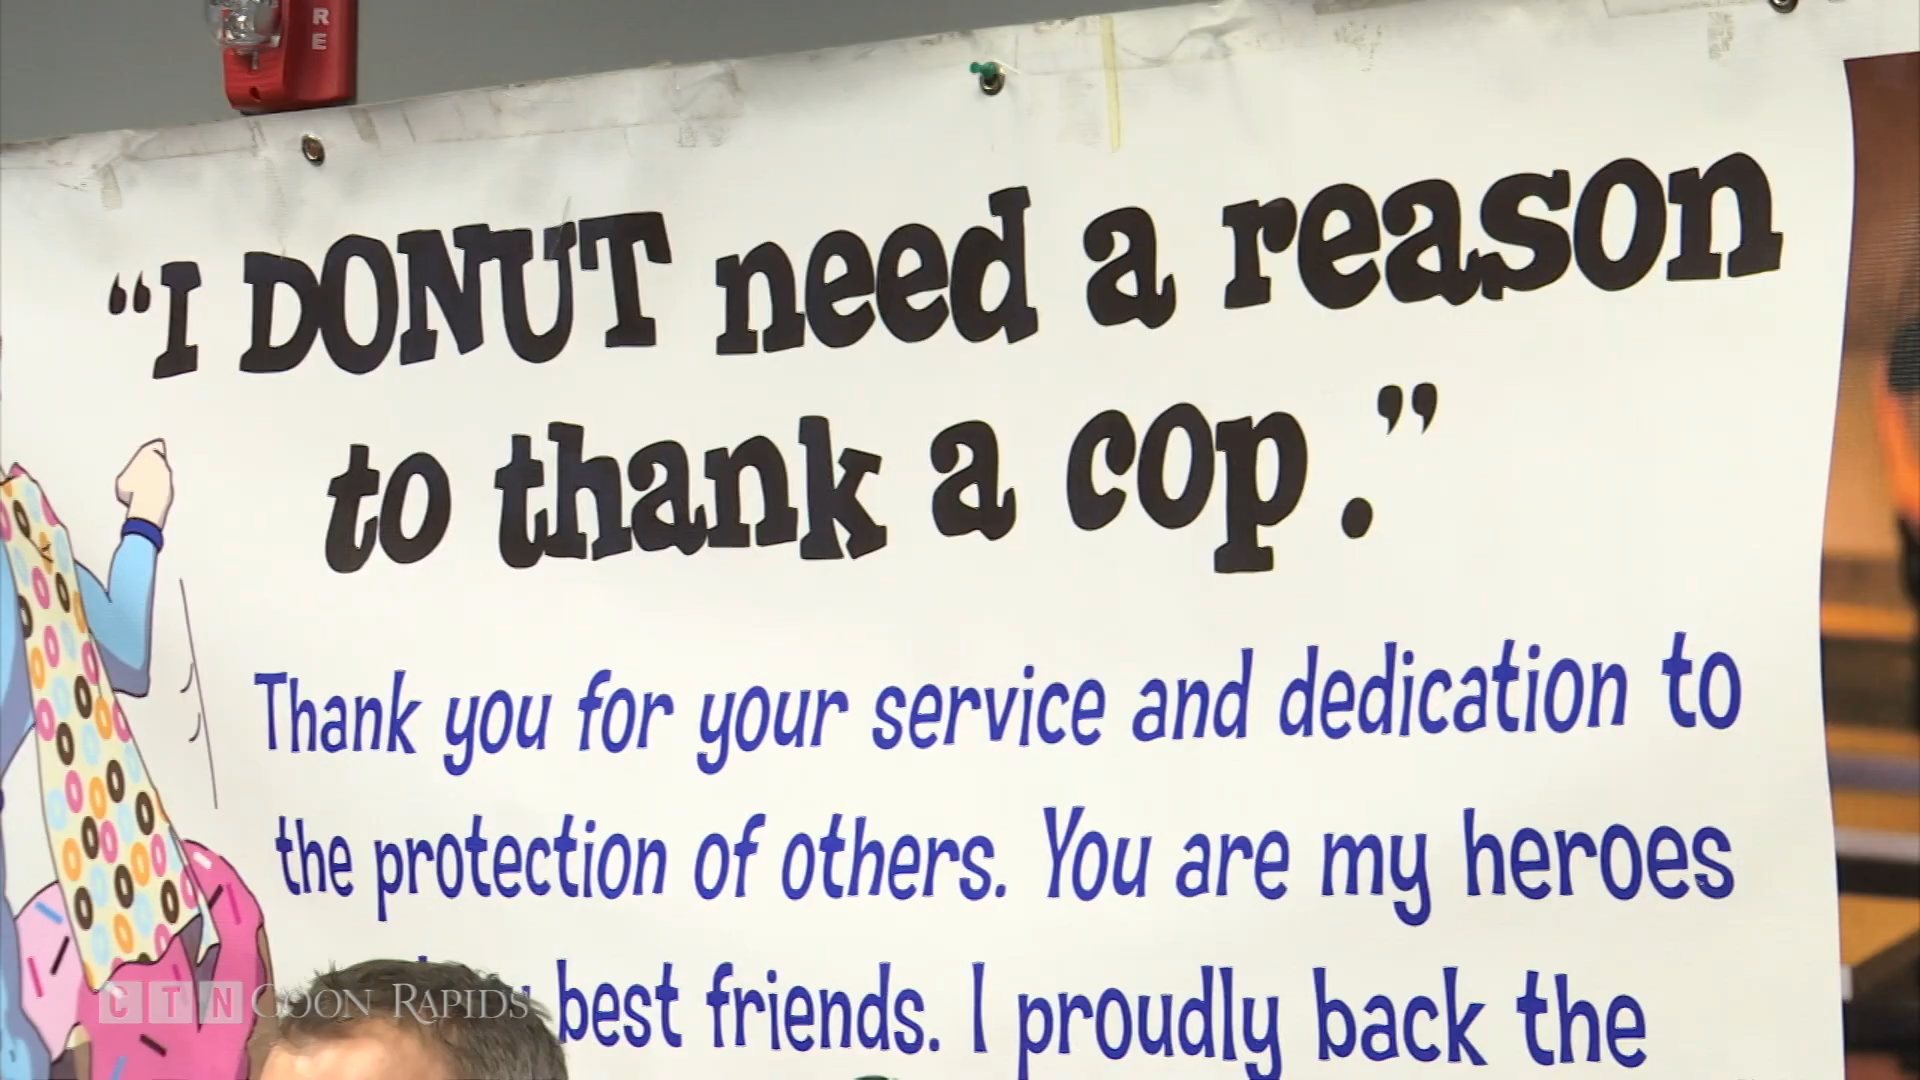 RE
“I DONUT need a reason
to thank a cop.”
Thank you for your service and dedication to
the protection of others. You are my heroes
best friends. I proudly back the
CTN COON RAPIDS